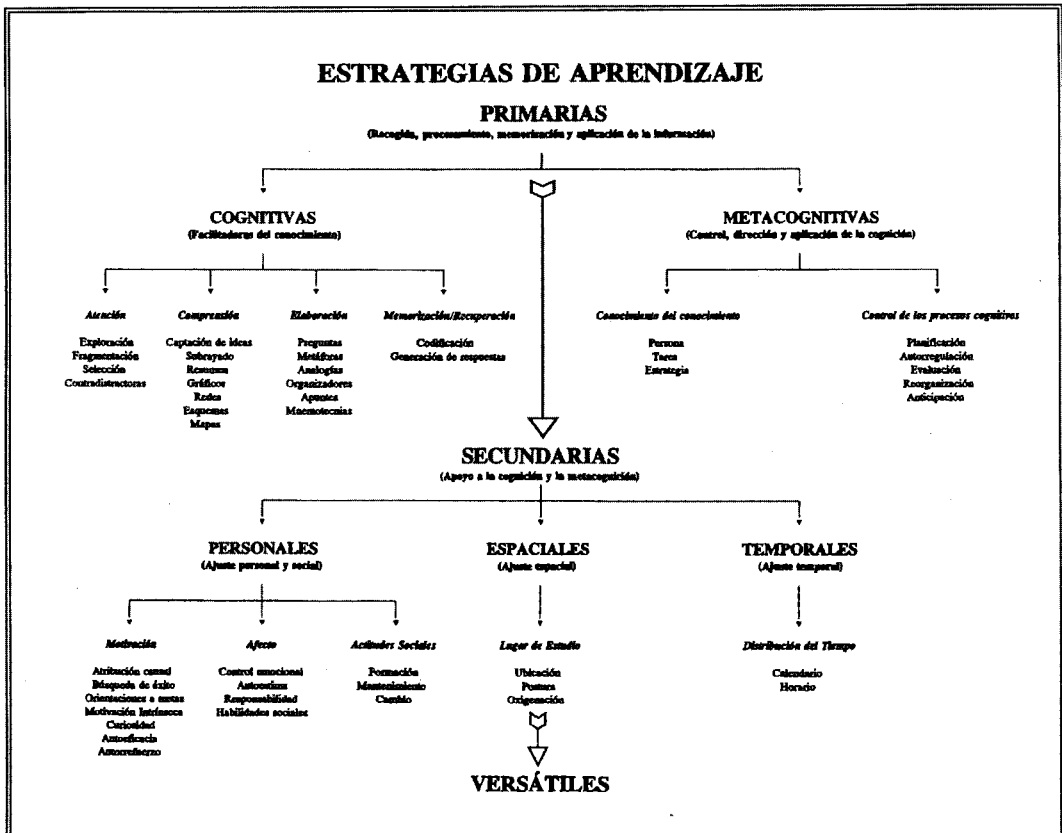 ESTRATEGIAS DE APRENDIZAJE
PRIMARIAS
(Recogida, procesamiento, memorización y aplicación de la información)
COGNITIVAS
(Facilitadoras del conocimiento)
METACOGNITIVAS
(Control, dirección y aplicación de la cognición)
Atención
Exploración
Fragmentación
Selección
Contradistractoras
Comprensión
Captación de ideas
Subrayado
Resumen
Gráficos
Redes
Esquemas
Mapas
Elaboración
Preguntas
Metáforas
Analogías
Organizadores
Apuntes
Mnemotecnias
Memorización/Recuperación
Codificación
Generación de respuestas
Conocimiento del conocimiento
Persona
Tarea
Estrategia
Control de los procesos cognitivos
Planificación
Autorregulación
Evaluación
Reorganización
Anticipación
SECUNDARIAS
(Apoyo a la cognición y la metacognición)
PERSONALES
(Ajuste personal y social)
ESPACIALES
(Ajuste espacial)
TEMPORALES
(Ajuste temporal)
Motivación
Atribución causal
Búsqueda de éxito
Orientaciones a metas
Motivación Intrínseca
Curiosidad
Autoeficacia
Autorrefuerzo
Afecto
Control emocional
Autoestima
Responsabilidad
Habilidades sociales
Actitudes Sociales
Formación
Mantenimiento
Cambio
Lugar de Estudio
Ubicación
Postura
Oxigenación
Distribución del Tiempo
Calendario
Horario
VERSÁTILES